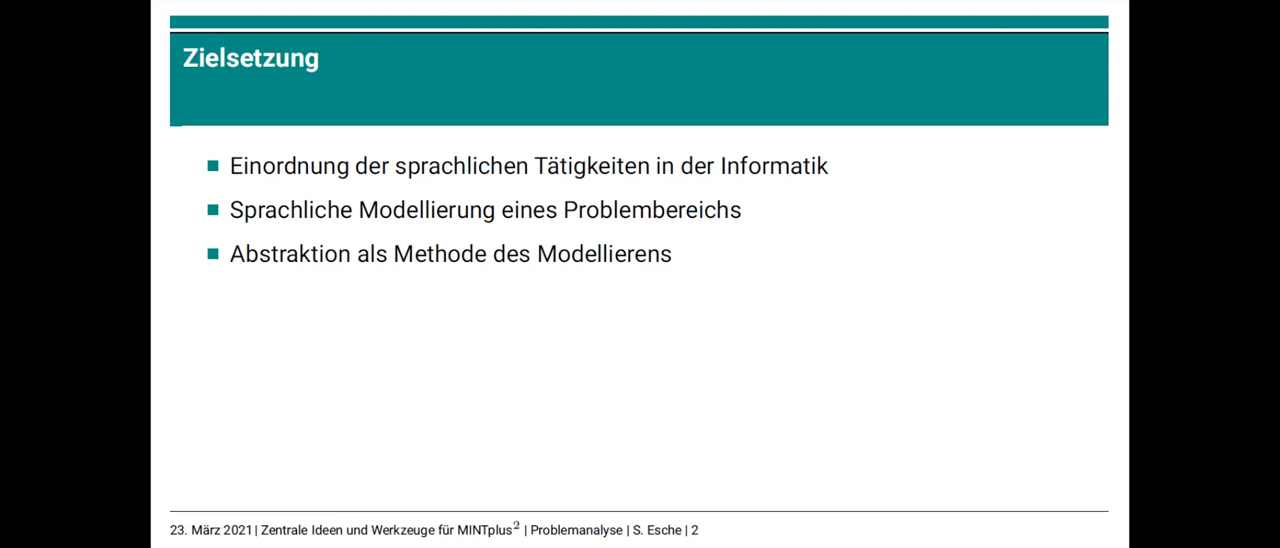 Zielsetzung
Einordnung der sprachlichen Tätigkeiten in der Informatik
Sprachliche Modellierung eines Problembereichs
Abstraktion als Methode des Modellierens
23. März 2021 | Zentrale Ideen und Werkzeuge für MINTplus² | Problemanalyse | S. Esche | 2